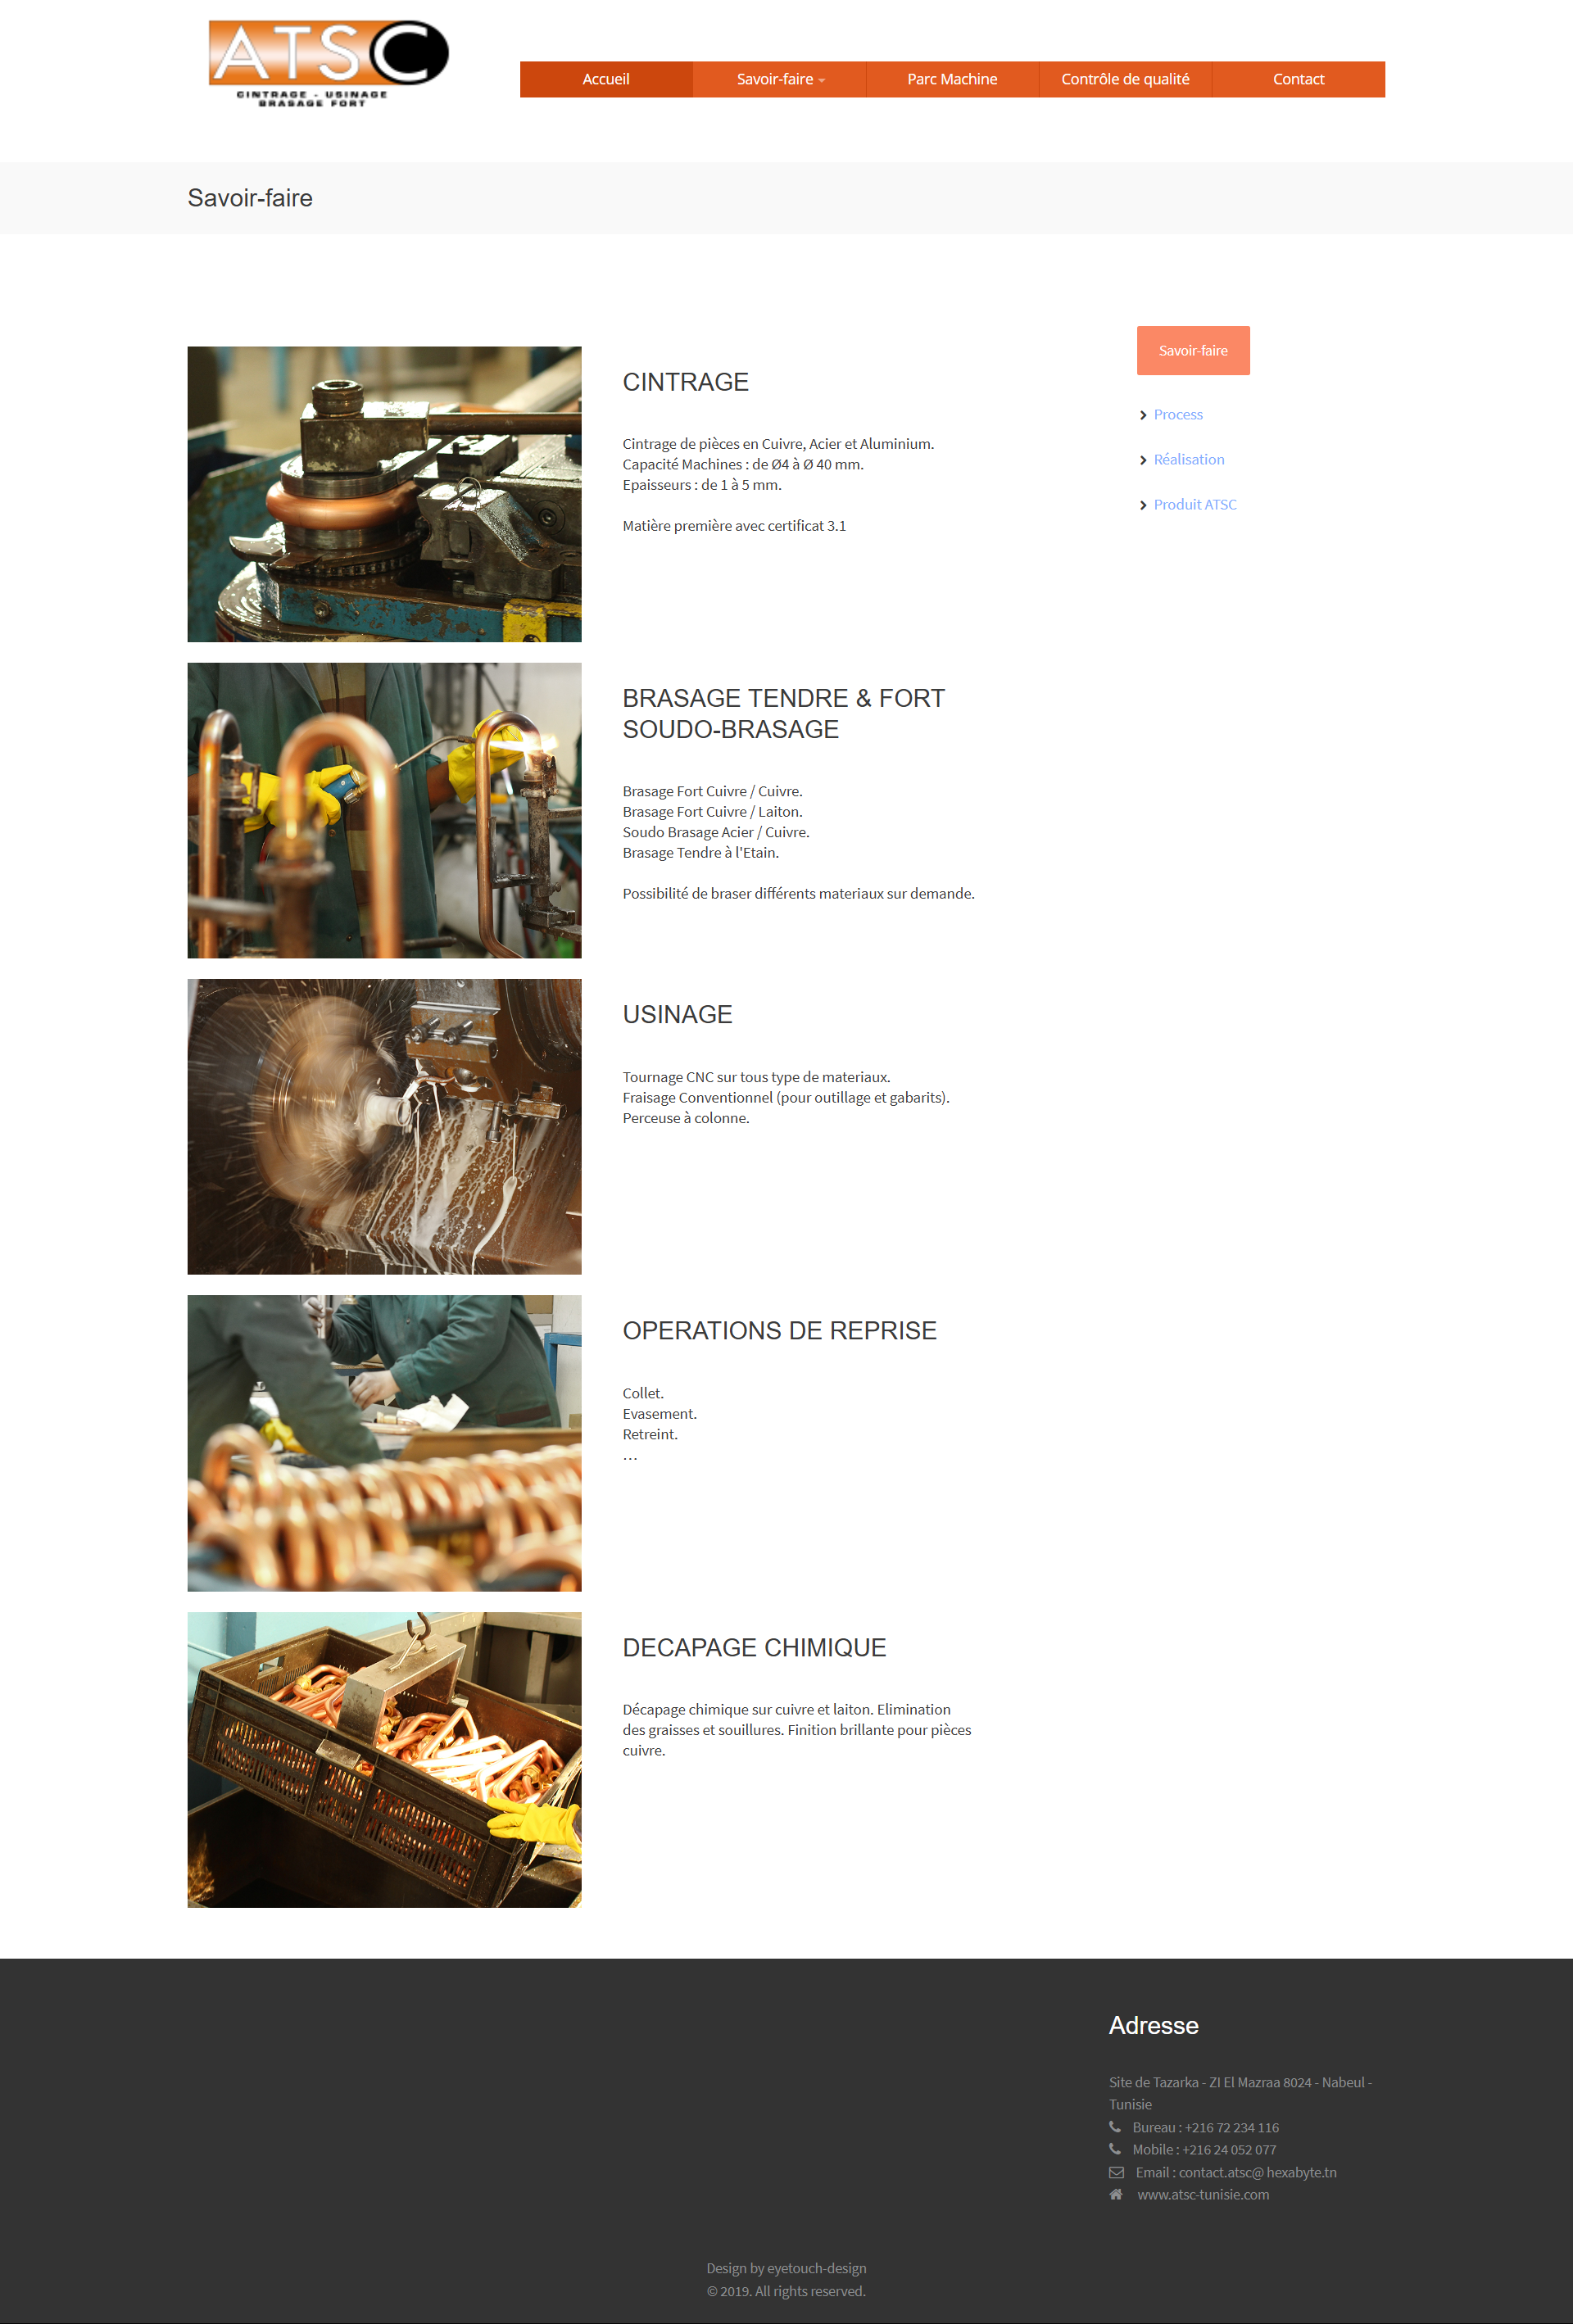 ATSC
CINTRAGE - USINAGE
BRASAGE FORT
Accueil
Savoir-faire
Parc Machine
Contrôle de qualité
Contact
Savoir-faire
CINTRAGE
Cintrage de pièces en Cuivre, Acier et Aluminium.
Capacité Machines : de Ø4 à Ø 40 mm.
Epaisseurs : de 1 à 5 mm.
Matière première avec certificat 3.1
Savoir-faire
Process
Réalisation
Produit ATSC
BRASAGE TENDRE & FORT
SOUDO-BRASAGE
Brasage Fort Cuivre / Cuivre.
Brasage Fort Cuivre / Laiton.
Soudo Brasage Acier / Cuivre.
Brasage Tendre à l'Etain.
Possibilité de braser différents materiaux sur demande.
USINAGE
Tournage CNC sur tous type de materiaux.
Fraisage Conventionnel (pour outillage et gabarits).
Perceuse à colonne.
OPERATIONS DE REPRISE
Collet.
Evasement.
Retreint.
…
DECAPAGE CHIMIQUE
Décapage chimique sur cuivre et laiton. Elimination
des graisses et souillures. Finition brillante pour pièces
cuivre.
Adresse
Site de Tazarka - ZI El Mazraa 8024 - Nabeul -
Tunisie
Bureau : +216 72 234 116
Mobile : +216 24 052 077
Email : contact.atsc@ hexabyte.tn
www.atsc-tunisie.com
Design by eyetouch-design
© 2019. All rights reserved.